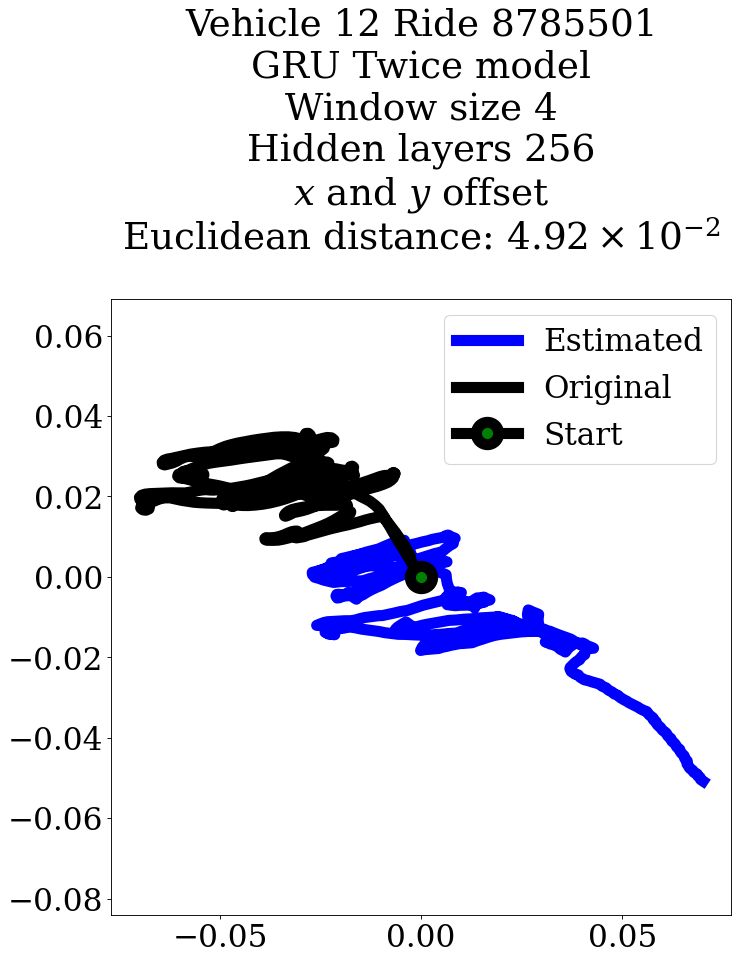 Vehicle 12 Ride 8785501
GRU Twice model
Window size 4
Hidden layers 256
x and y offset
Euclidean distance: 4.92 × 10⁻²
Estimated
Original
Start
0.06
0.04
0.02
0.00
−0.02
−0.04
−0.06
−0.08
−0.05 0.00 0.05